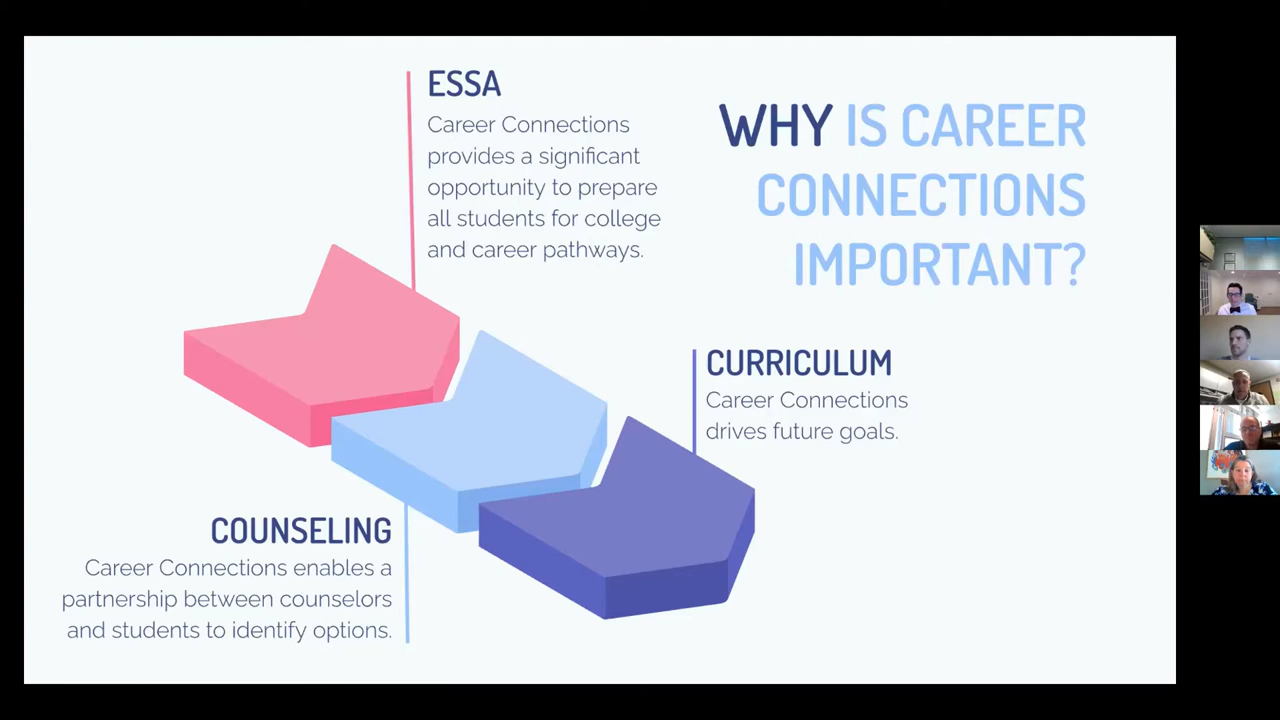 WHY IS CAREER
CONNECTIONS
IMPORTANT?
ESSA
Career Connections
provides a significant
opportunity to prepare
all students for college
and career pathways.
COUNSELING
Career Connections enables a
partnership between counselors
and students to identify options.
CURRICULUM
Career Connections
drives future goals.